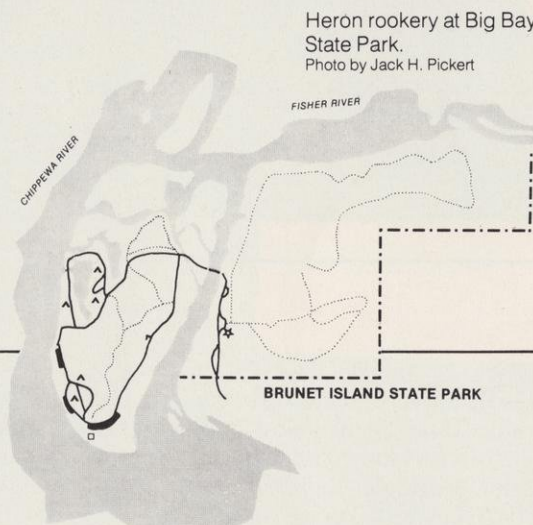 Heron rookery at Big Bay
State Park.
Photo by Jack H. Pickert
FISHER RIVER
CHIPPEWA RIVER
BRUNET ISLAND STATE PARK